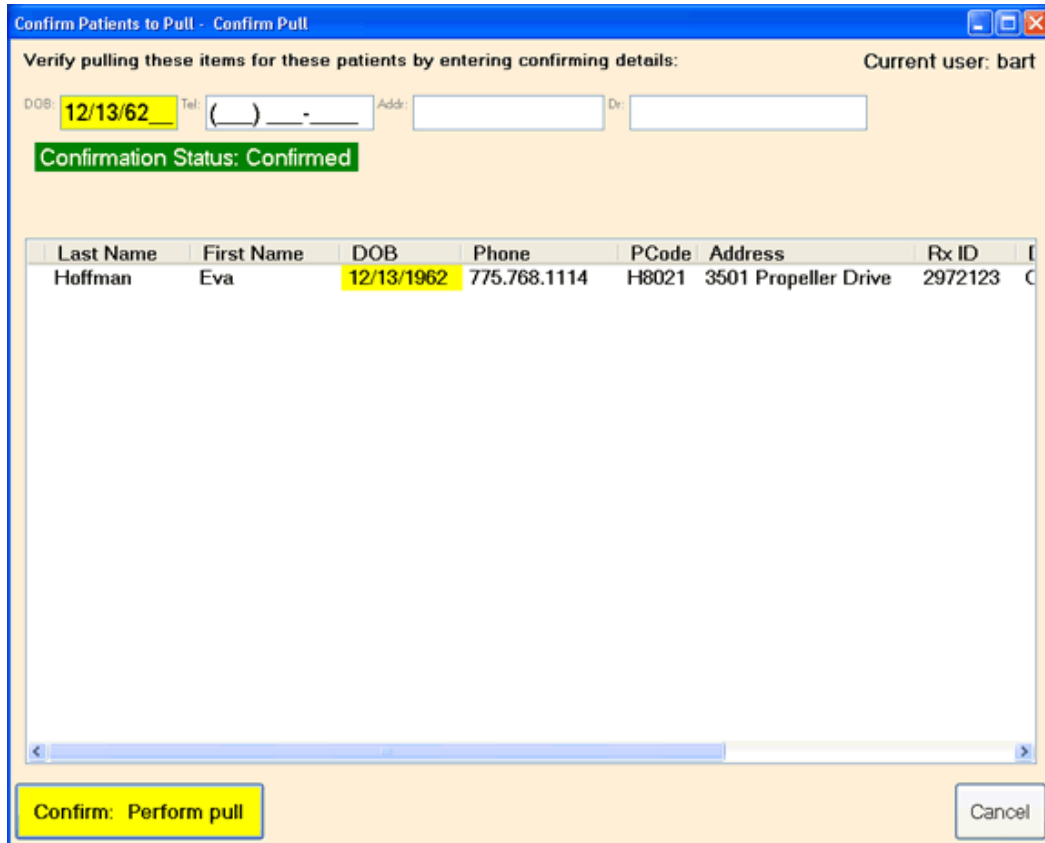 Confirm Patients to Pull - Confirm Pull
Verify pulling these items for these patients by entering confirming details: Current user: bart
DOB: 12/13/62__ Tel: (___) ___-____ Addr: Dr:
Confirmation Status: Confirmed
Last Name First Name DOB Phone PCode Address Rx ID
Hoffman Eva 12/13/1962 775.768.1114 H8021 3501 Propeller Drive 2972123
Confirm: Perform pull Cancel